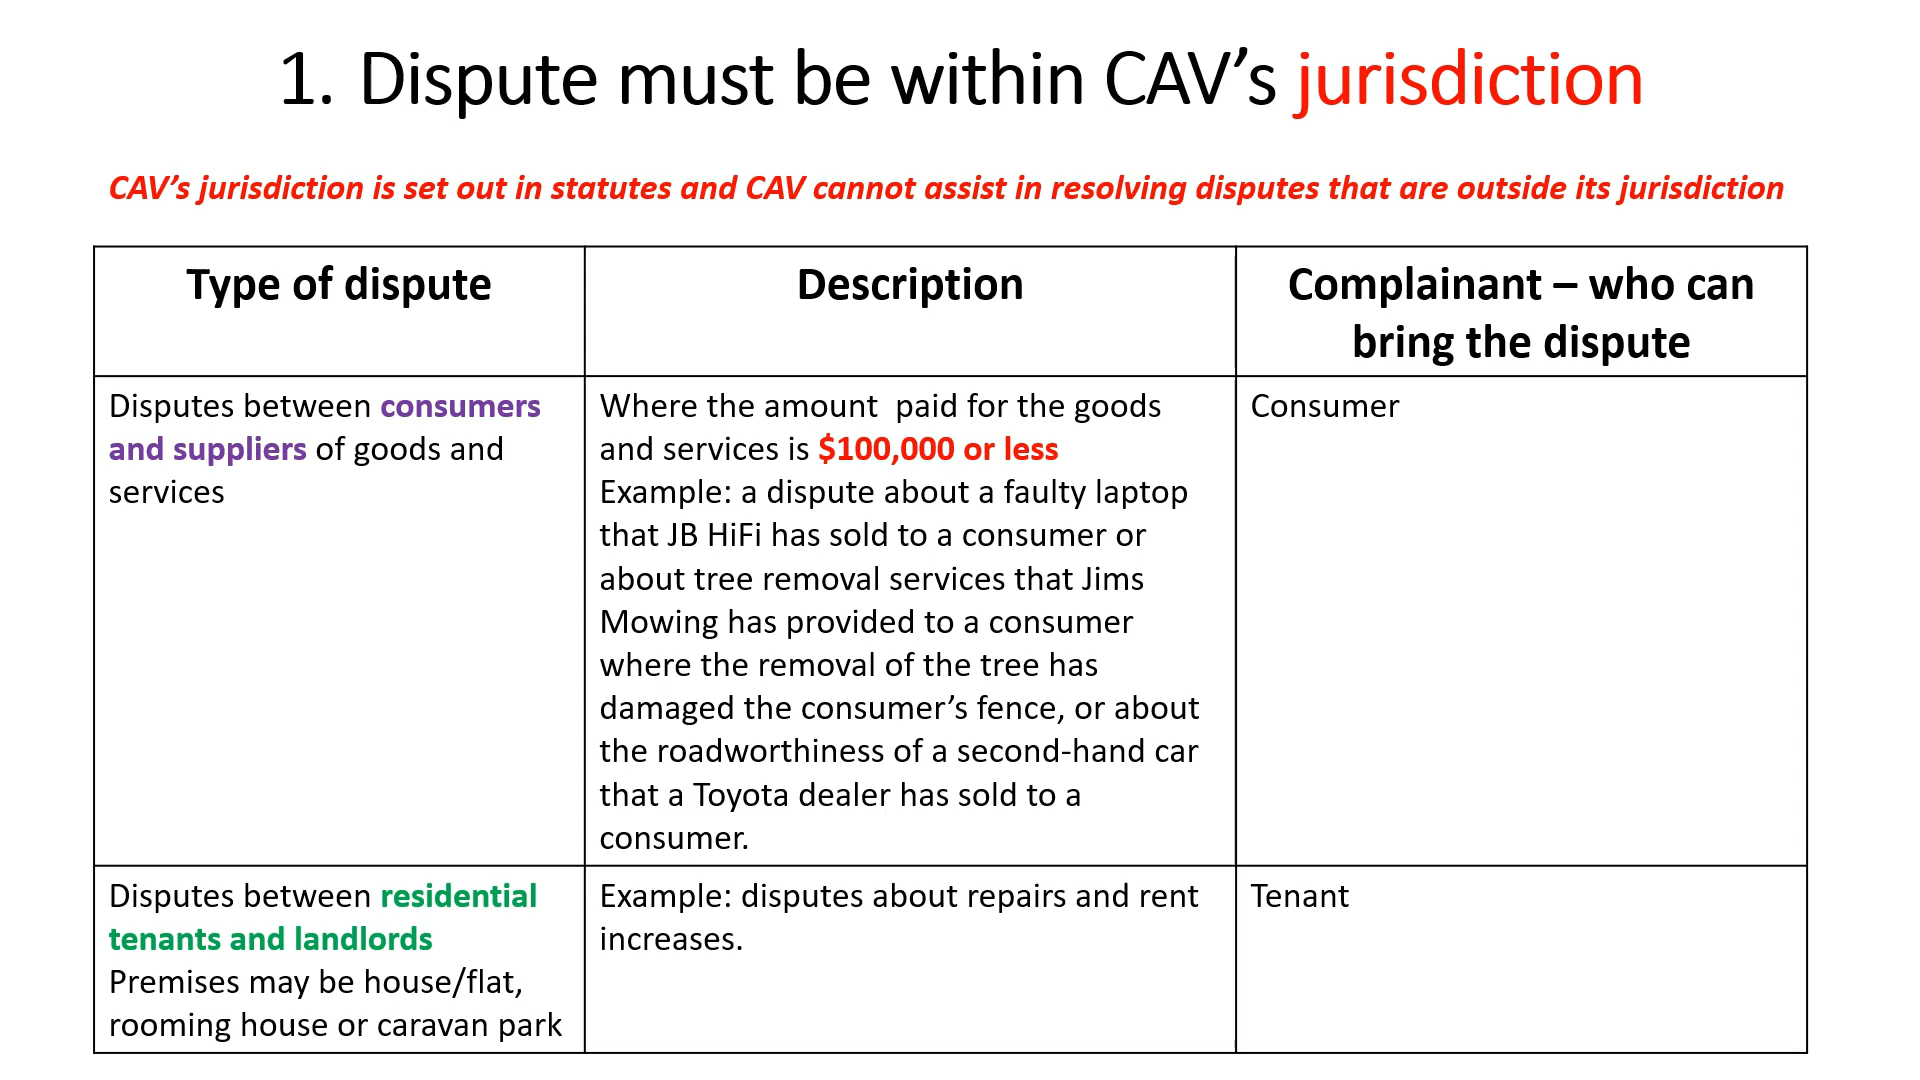 1. Dispute must be within CAV’s jurisdiction
CAV’s jurisdiction is set out in statutes and CAV cannot assist in resolving disputes that are outside its jurisdiction
Type of dispute
Description
Complainant – who can
bring the dispute
Disputes between consumers
and suppliers of goods and
services
Where the amount  paid for the goods
and services is $100,000 or less
Example: a dispute about a faulty laptop
that JB HiFi has sold to a consumer or
about tree removal services that Jims
Mowing has provided to a consumer
where the removal of the tree has
damaged the consumer’s fence, or about
the roadworthiness of a second-hand car
that a Toyota dealer has sold to a
consumer.
Consumer
Disputes between residential
tenants and landlords
Premises may be house/flat,
rooming house or caravan park
Example: disputes about repairs and rent
increases.
Tenant